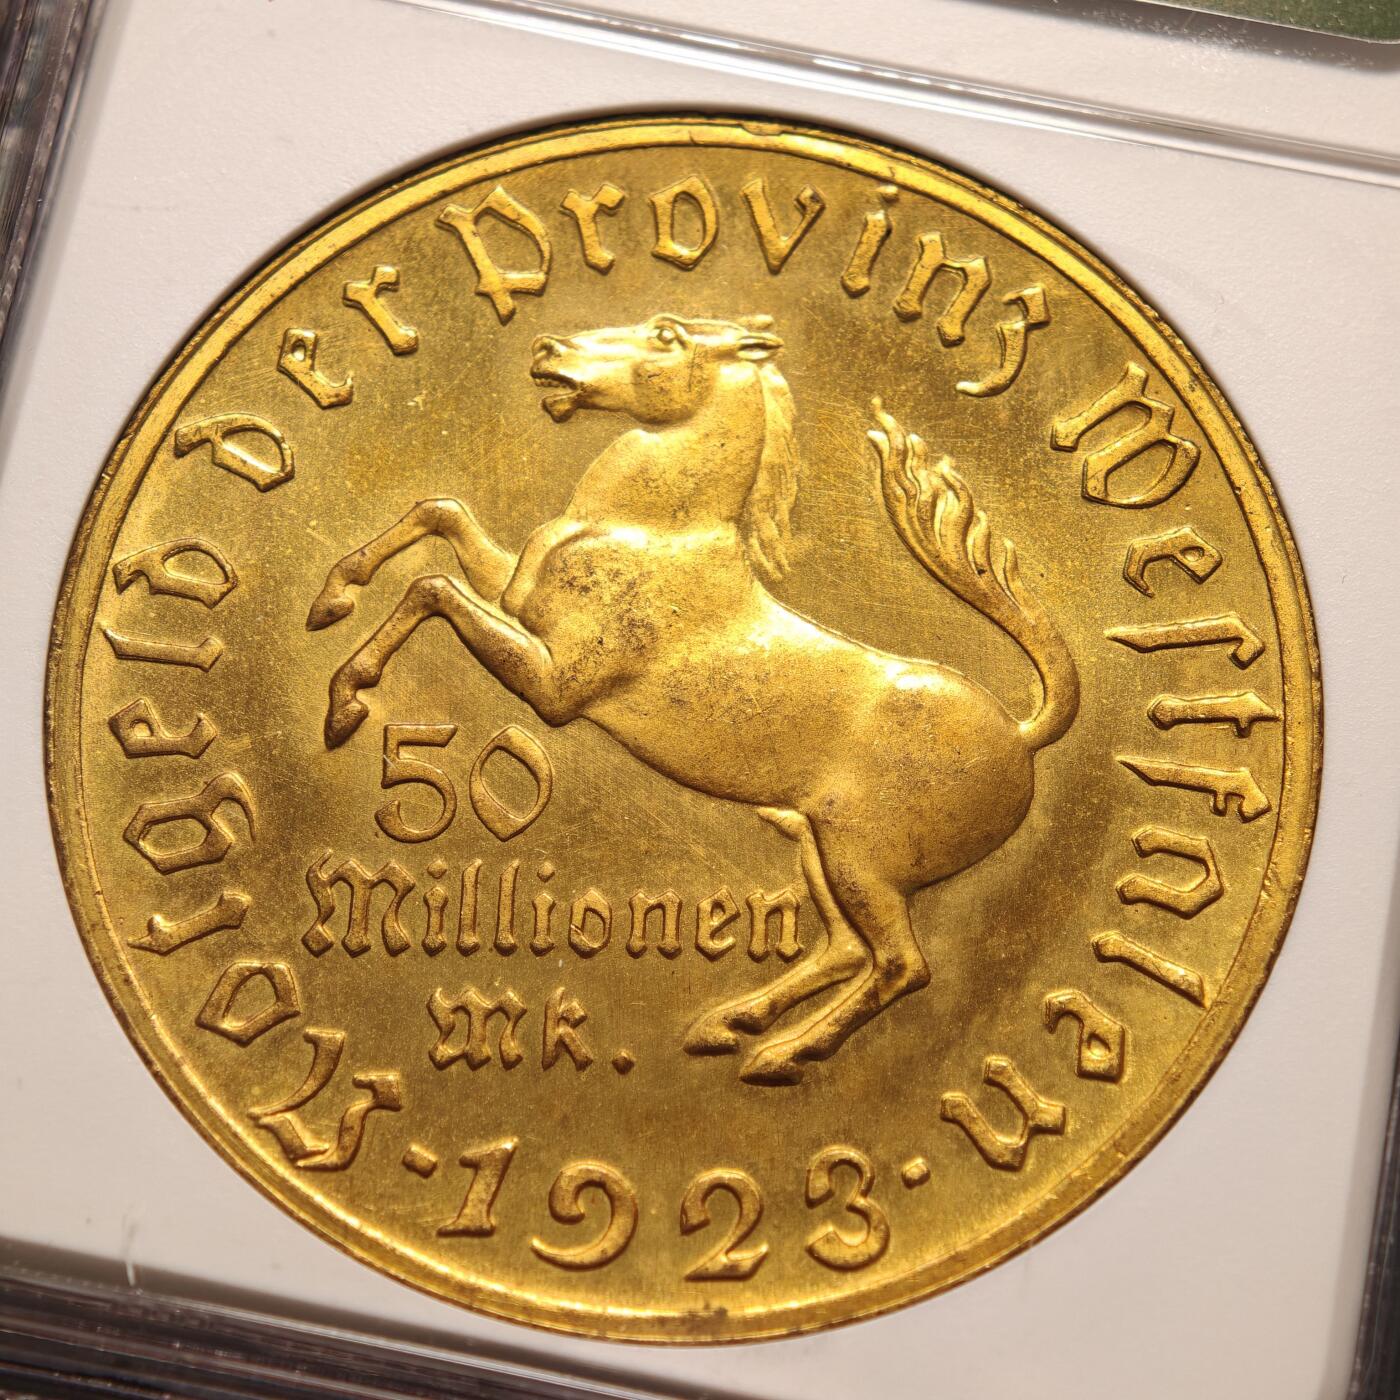 Notgeld der Provinz Westfalen
50
Millionen
Mk.
·1923·